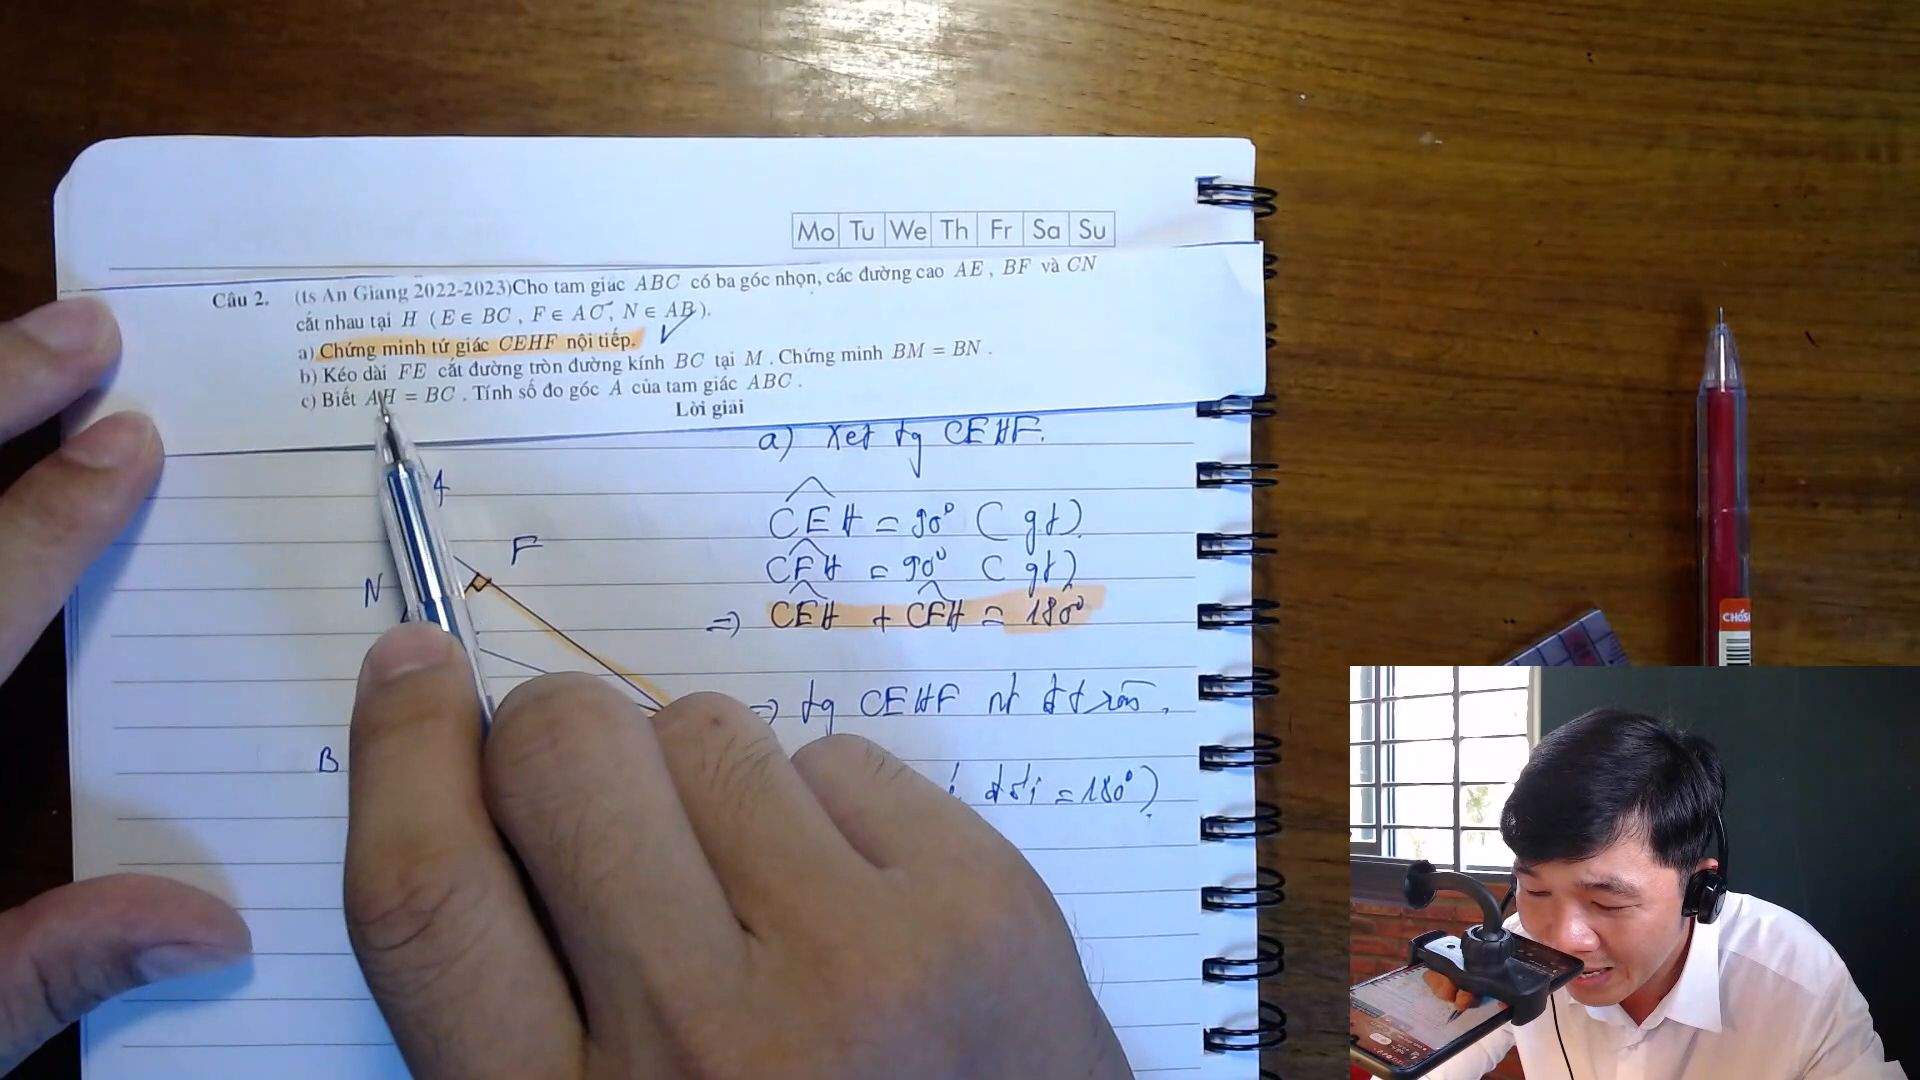 Mo Tu We Th Fr Sa Su
Câu 2. (ts An Giang 2022-2023)Cho tam giác ABC có ba góc nhọn, các đường cao AE , BF và CN
cắt nhau tại H ( E ∈ BC , F ∈ AC , N ∈ AB ).
a) Chứng minh tứ giác CEHF nội tiếp.
b) Kéo dài FE cắt đường tròn đường kính BC tại M . Chứng minh BM = BN .
c) Biết AH = BC . Tính số đo góc A của tam giác ABC .
Lời giải
a) Xét tg CEHF.
A
CEH = 90° ( gt)
F
CFH = 90° ( gt)
N
=> CEH + CFH = 180°
=> tg CEHF nt đ tròn.
B
đối = 180°)
CHOS